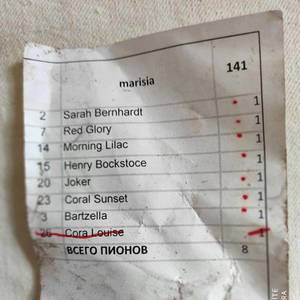 marisia 141
2 Sarah Bernhardt 1
7 Red Glory 1
14 Morning Lilac 1
15 Henry Bockstoce 1
20 Joker 1
23 Coral Sunset 1
3 Bartzella 1
26 Cora Louise 1
ВСЕГО ПИОНОВ 8